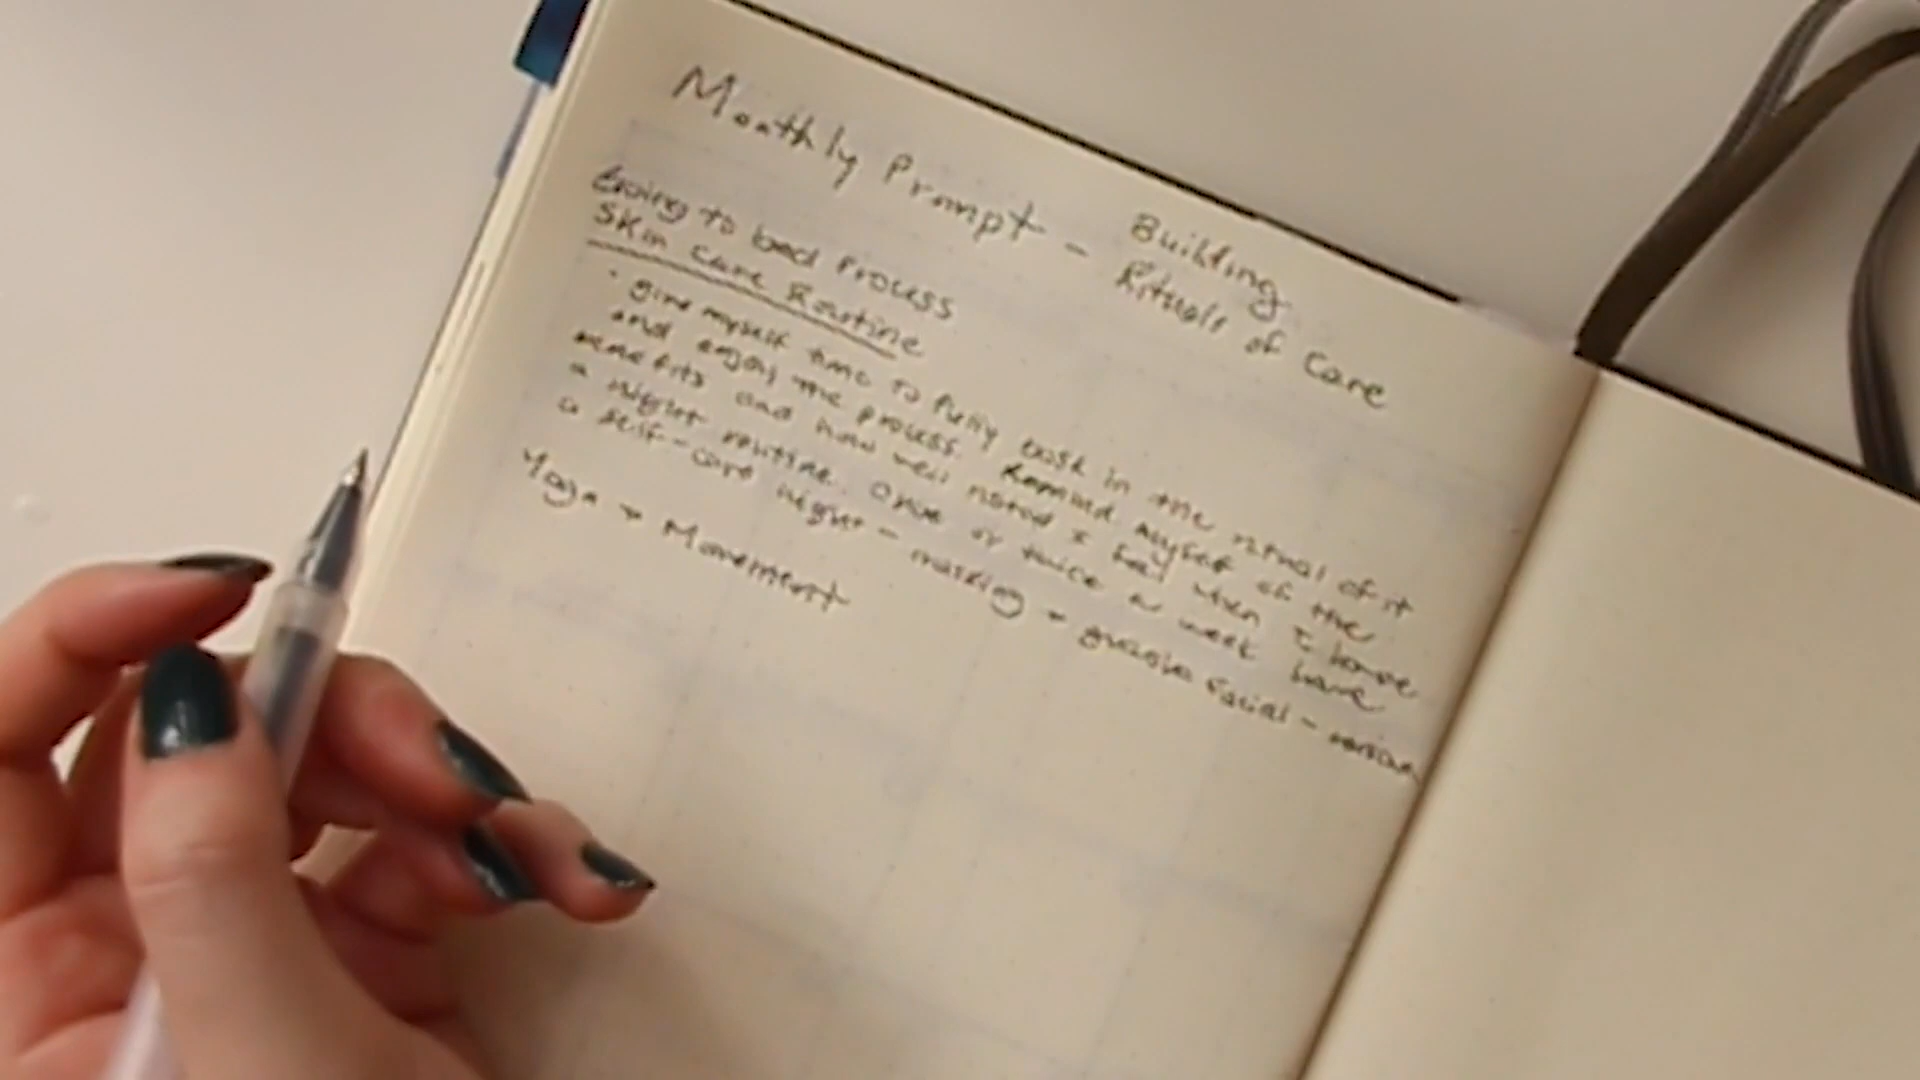 Monthly Prompt - Building
Rituals of Care
Going to bed Process
Skin Care Routine
· give myself time to fully bask in the ritual of it
and enjoy the process. Remind myself of the
benefits and how well rested I feel when I have
a night routine. Once or twice a week have
a self-care night - masking + guasha facial -
Yoga + Movement